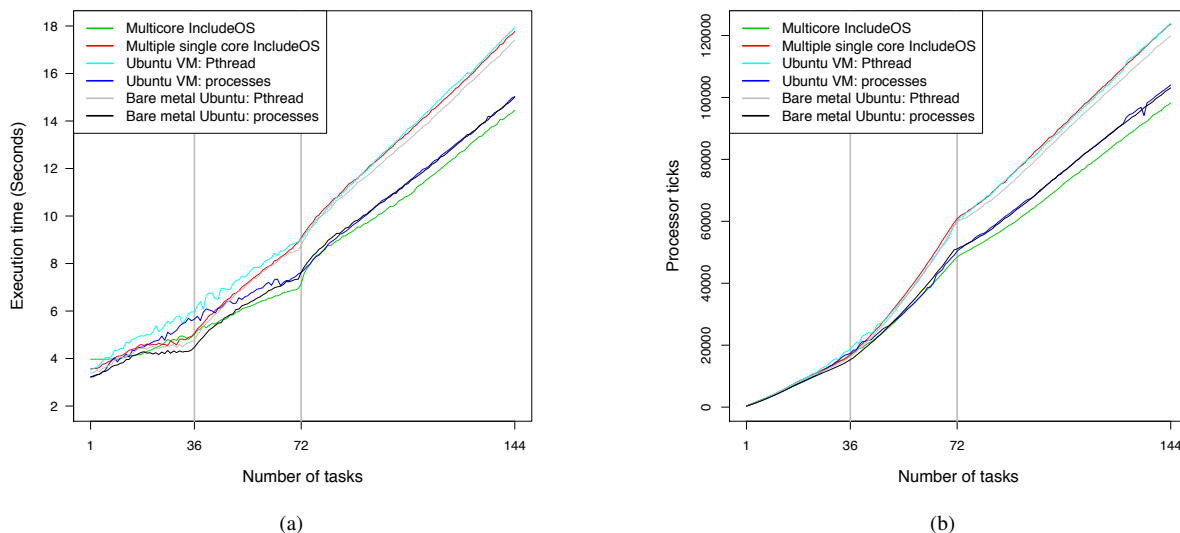 18
16
14
12
10
8
6
4
2
Execution time (Seconds)
Multicore IncludeOS
Multiple single core IncludeOS
Ubuntu VM: Pthread
Ubuntu VM: processes
Bare metal Ubuntu: Pthread
Bare metal Ubuntu: processes
1 36 72 144
Number of tasks
(a)
120000
100000
80000
60000
40000
20000
0
Processor ticks
Multicore IncludeOS
Multiple single core IncludeOS
Ubuntu VM: Pthread
Ubuntu VM: processes
Bare metal Ubuntu: Pthread
Bare metal Ubuntu: processes
1 36 72 144
Number of tasks
(b)